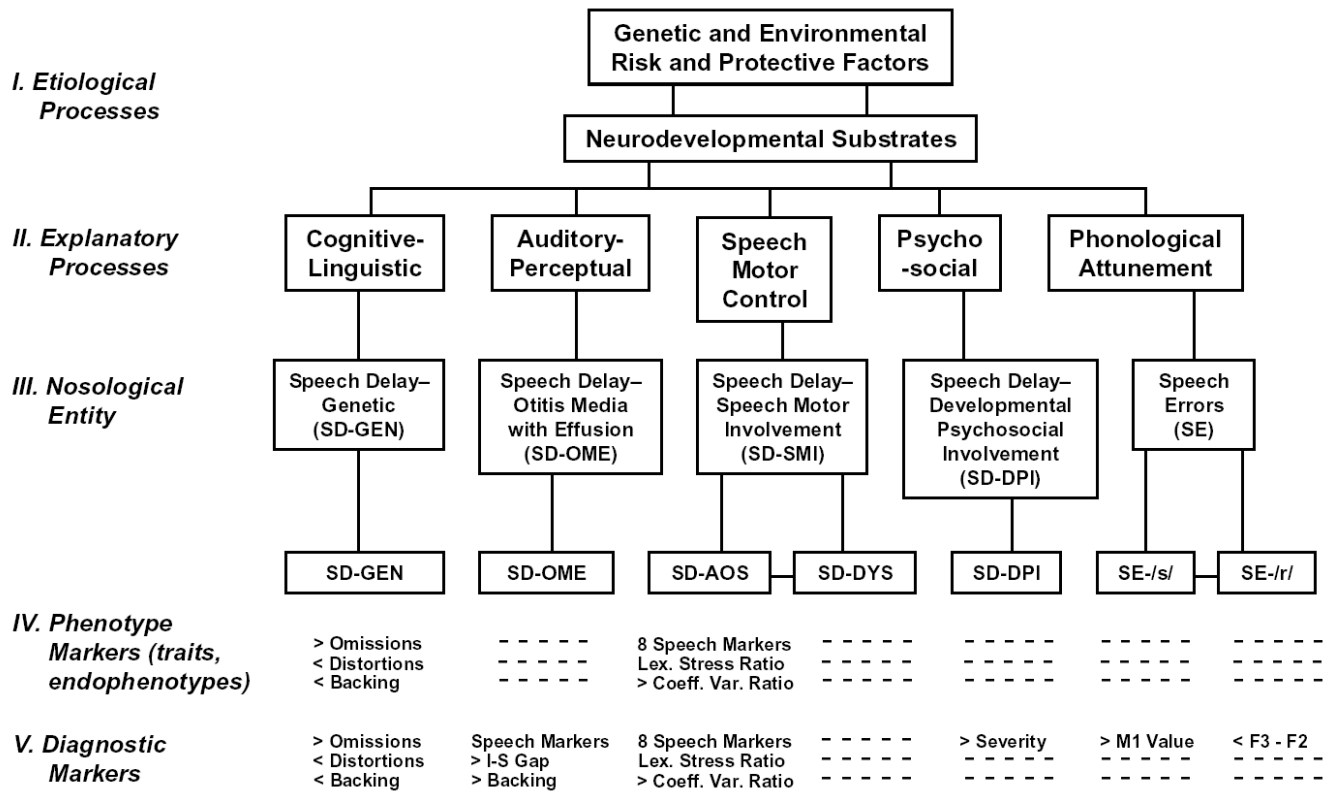 Genetic and Environmental
Risk and Protective Factors
I. Etiological
Processes
Neurodevelopmental Substrates
II. Explanatory
Processes
Cognitive-
Linguistic
Auditory-
Perceptual
Speech
Motor
Control
Psycho
-social
Phonological
Attunement
III. Nosological
Entity
Speech Delay–
Genetic
(SD-GEN)
Speech Delay–
Otitis Media
with Effusion
(SD-OME)
Speech Delay–
Speech Motor
Involvement
(SD-SMI)
Speech Delay–
Developmental
Psychosocial
Involvement
(SD-DPI)
Speech
Errors
(SE)
SD-GEN
SD-OME
SD-AOS
SD-DYS
SD-DPI
SE-/s/
SE-/r/
IV. Phenotype
Markers (traits,
endophenotypes)
> Omissions
< Distortions
< Backing
- - - - -
- - - - -
- - - - -
8 Speech Markers
Lex. Stress Ratio
> Coeff. Var. Ratio
- - - - -
- - - - -
- - - - -
- - - - -
- - - - -
- - - - -
- - - - -
- - - - -
- - - - -
- - - - -
- - - - -
- - - - -
V. Diagnostic
Markers
> Omissions
< Distortions
< Backing
Speech Markers
> I-S Gap
> Backing
8 Speech Markers
Lex. Stress Ratio
> Coeff. Var. Ratio
- - - - -
- - - - -
- - - - -
> Severity
- - - - -
- - - - -
> M1 Value
- - - - -
- - - - -
< F3 - F2
- - - - -
- - - - -